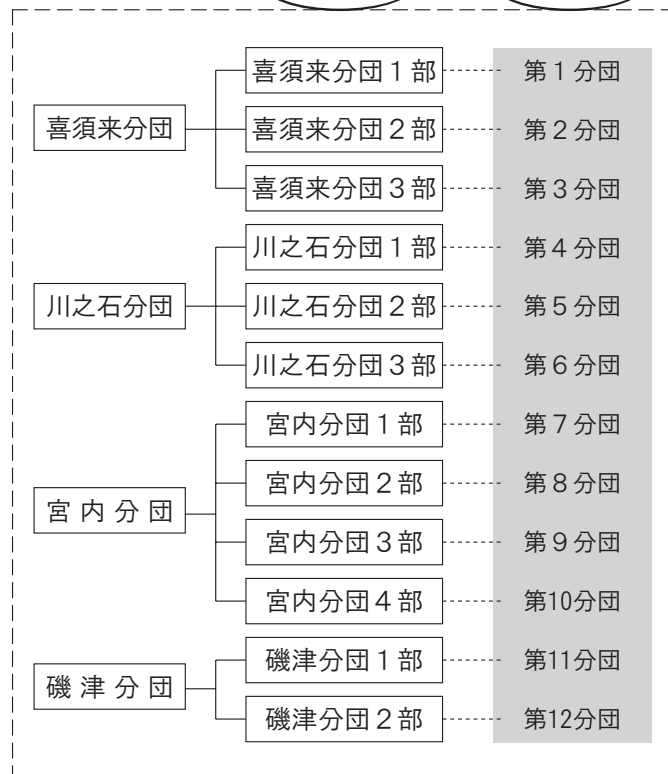 喜須来分団
喜須来分団1部
第1分団
喜須来分団2部
第2分団
喜須来分団3部
第3分団
川之石分団
川之石分団1部
第4分団
川之石分団2部
第5分団
川之石分団3部
第6分団
宮内分団
宮内分団1部
第7分団
宮内分団2部
第8分団
宮内分団3部
第9分団
宮内分団4部
第10分団
磯津分団
磯津分団1部
第11分団
磯津分団2部
第12分団